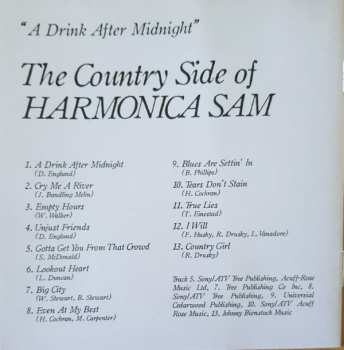 "A Drink After Midnight"
The Country Side of
HARMONICA SAM
1. A Drink After Midnight
(D. England)
2. Cry Me A River
(J. Bandling Melin)
3. Empty Hours
(W. Walker)
4. Unjust Friends
(D. England)
5. Gotta Get You From That Crowd
(S. McDonald)
6. Lookout Heart
(L. Duncan)
7. Big City
(W. Stewart, B. Stewart)
8. Even At My Best
(H. Cochran, M. Carpenter)
9. Blues Are Settin' In
(B. Phillips)
10. Tears Don't Stain
(H. Cochran)
11. True Lies
(T. Einestad)
12. I Will
(F. Husky, R. Drusky, L. Vanadore)
13. Country Girl
(R. Drusky)
Track 5. Sony/ATV Tree Publishing, Acuff-Rose
Music Ltd, 7. Tree Publishing Co Inc, 8.
Sony/ATV Tree Publishing, 9. Universal
Cedarwood Publishing, 10. Sony/ATV Acuff
Rose Music, 13. Johnny Bienstock Music